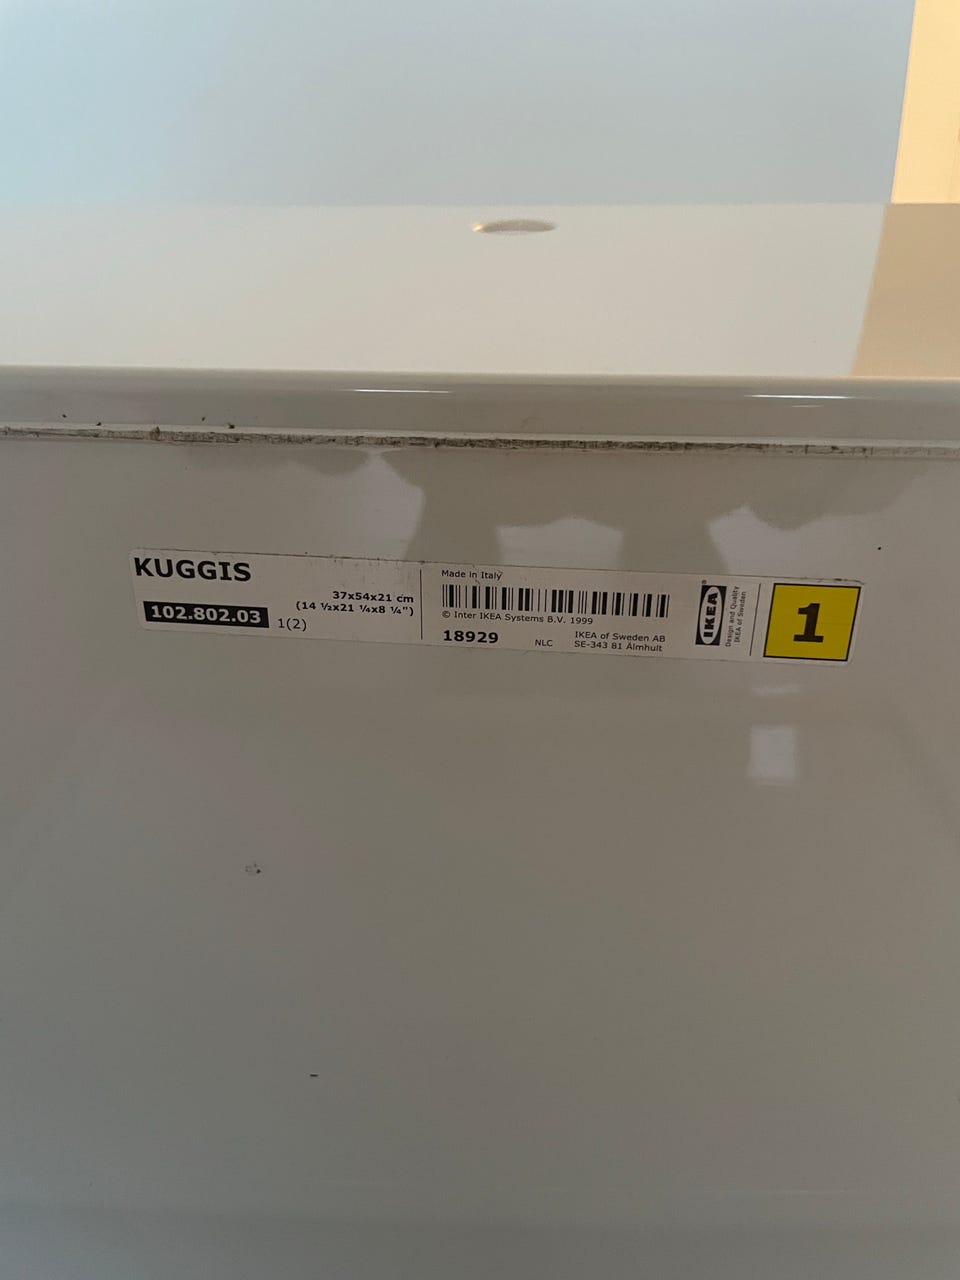 KUGGIS
37x54x21 cm
(14 ½x21 ¼x8 ¼")
102.802.03
1(2)
Made in Italy
© Inter IKEA Systems B.V. 1999
18929
NLC
IKEA of Sweden AB
SE-343 81 Älmhult
IKEA®
Design and Quality
IKEA of Sweden
1